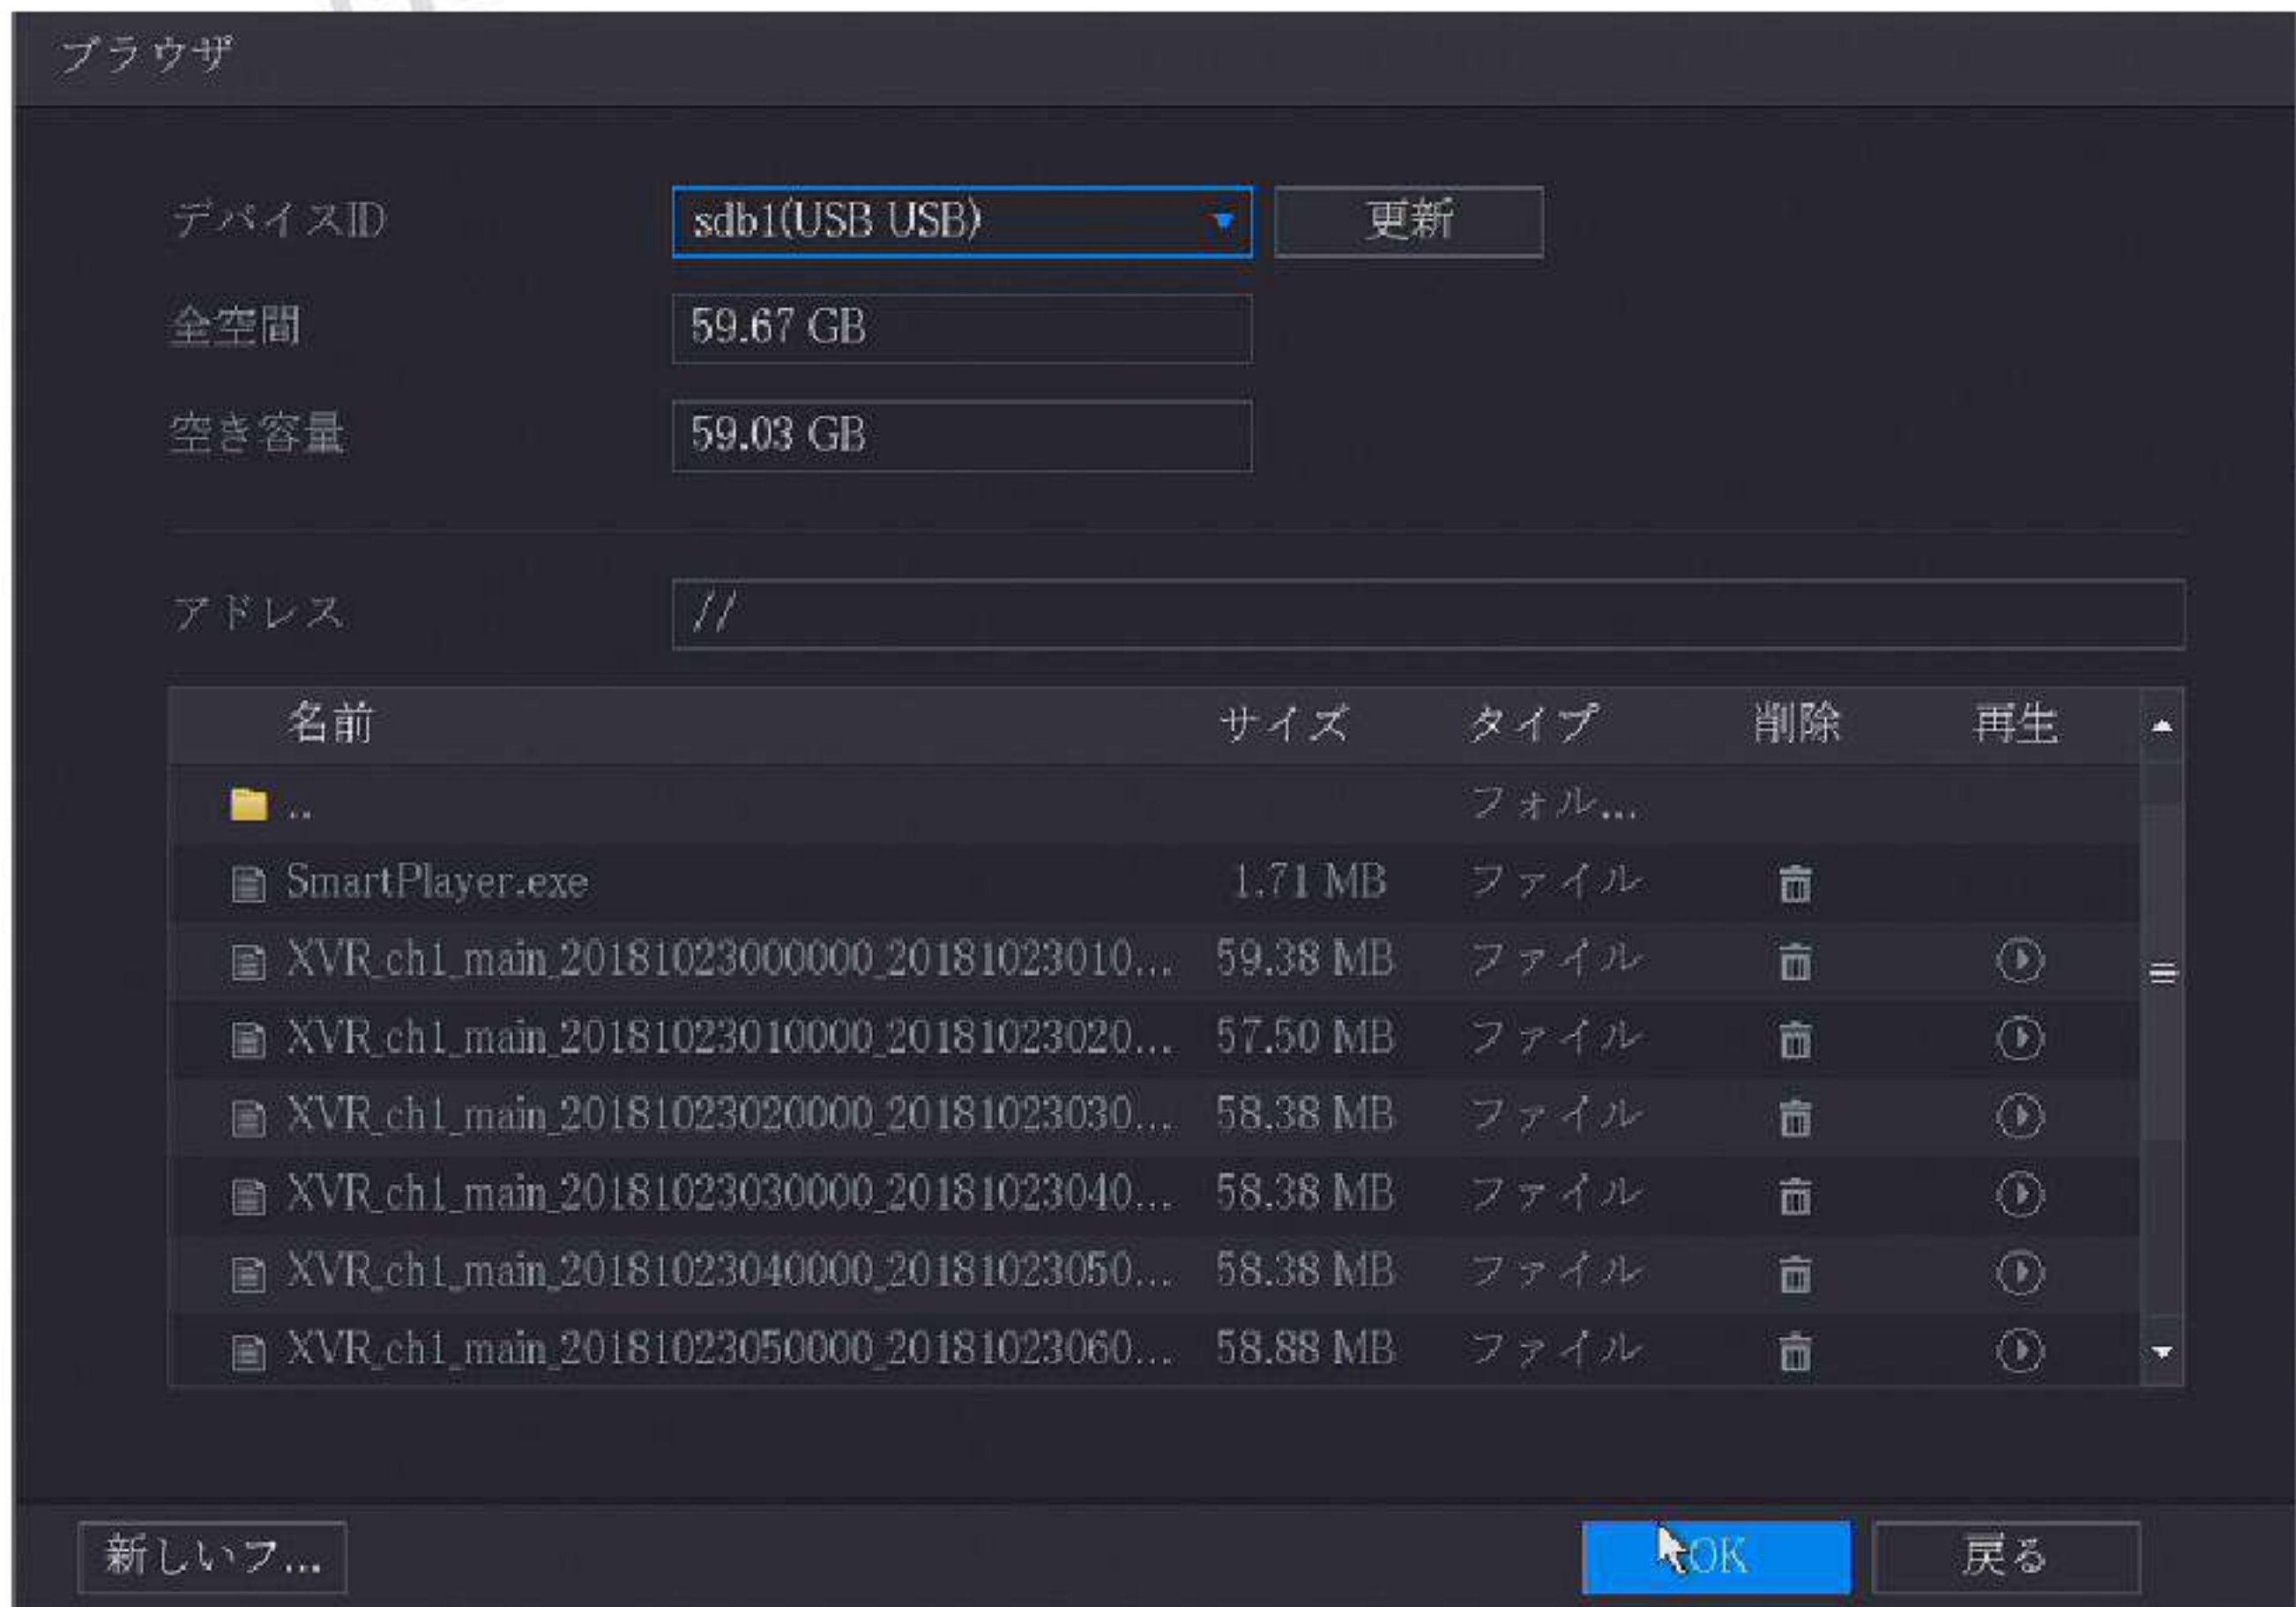 ブラウザ
デバイスID sdb1(USB USB) 更新
全空間 59.67 GB
空き容量 59.03 GB
アドレス //
名前 サイズ タイプ 削除 再生
.. フォル...
SmartPlayer.exe 1.71 MB ファイル
XVR_ch1_main_20181023000000_20181023010... 59.38 MB ファイル
XVR_ch1_main_20181023010000_20181023020... 57.50 MB ファイル
XVR_ch1_main_20181023020000_20181023030... 58.38 MB ファイル
XVR_ch1_main_20181023030000_20181023040... 58.38 MB ファイル
XVR_ch1_main_20181023040000_20181023050... 58.38 MB ファイル
XVR_ch1_main_20181023050000_20181023060... 58.88 MB ファイル
新しいフ... OK 戻る